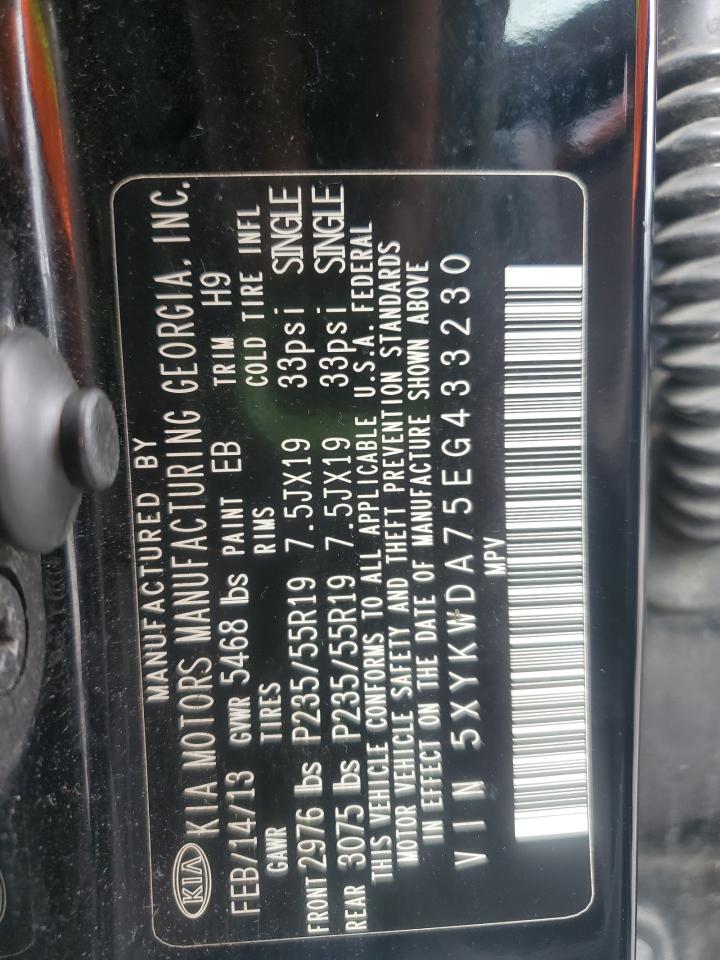 MANUFACTURED BY
KIA KIA MOTORS MANUFACTURING GEORGIA, INC.
FEB/14/13 GVWR 5468 lbs PAINT EB TRIM H9
GAWR TIRES RIMS COLD TIRE INFL
FRONT 2976 lbs P235/55R19 7.5JX19 33psi SINGLE
REAR 3075 lbs P235/55R19 7.5JX19 33psi SINGLE
THIS VEHICLE CONFORMS TO ALL APPLICABLE U.S.A. FEDERAL
MOTOR VEHICLE SAFETY AND THEFT PREVENTION STANDARDS
IN EFFECT ON THE DATE OF MANUFACTURE SHOWN ABOVE
VIN 5XYKWDA75EG433230
MPV